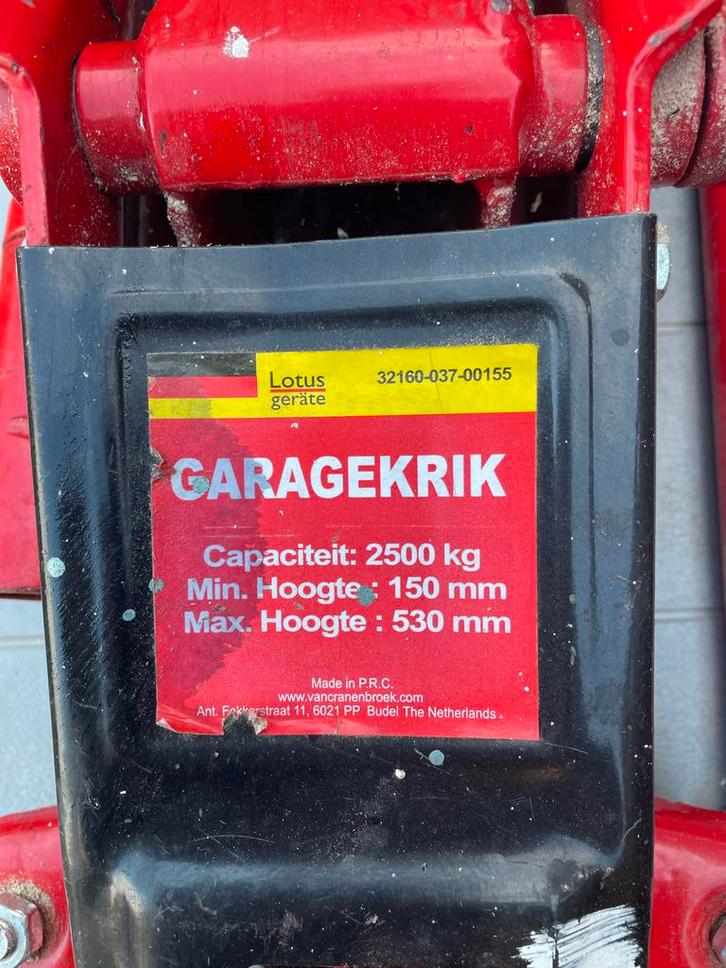 Lotus
geräte
32160-037-00155
GARAGEKRIK
Capaciteit: 2500 kg
Min. Hoogte : 150 mm
Max. Hoogte : 530 mm
Made in P.R.C.
www.vancranenbroek.com
Ant. Fokkerstraat 11, 6021 PP Budel The Netherlands